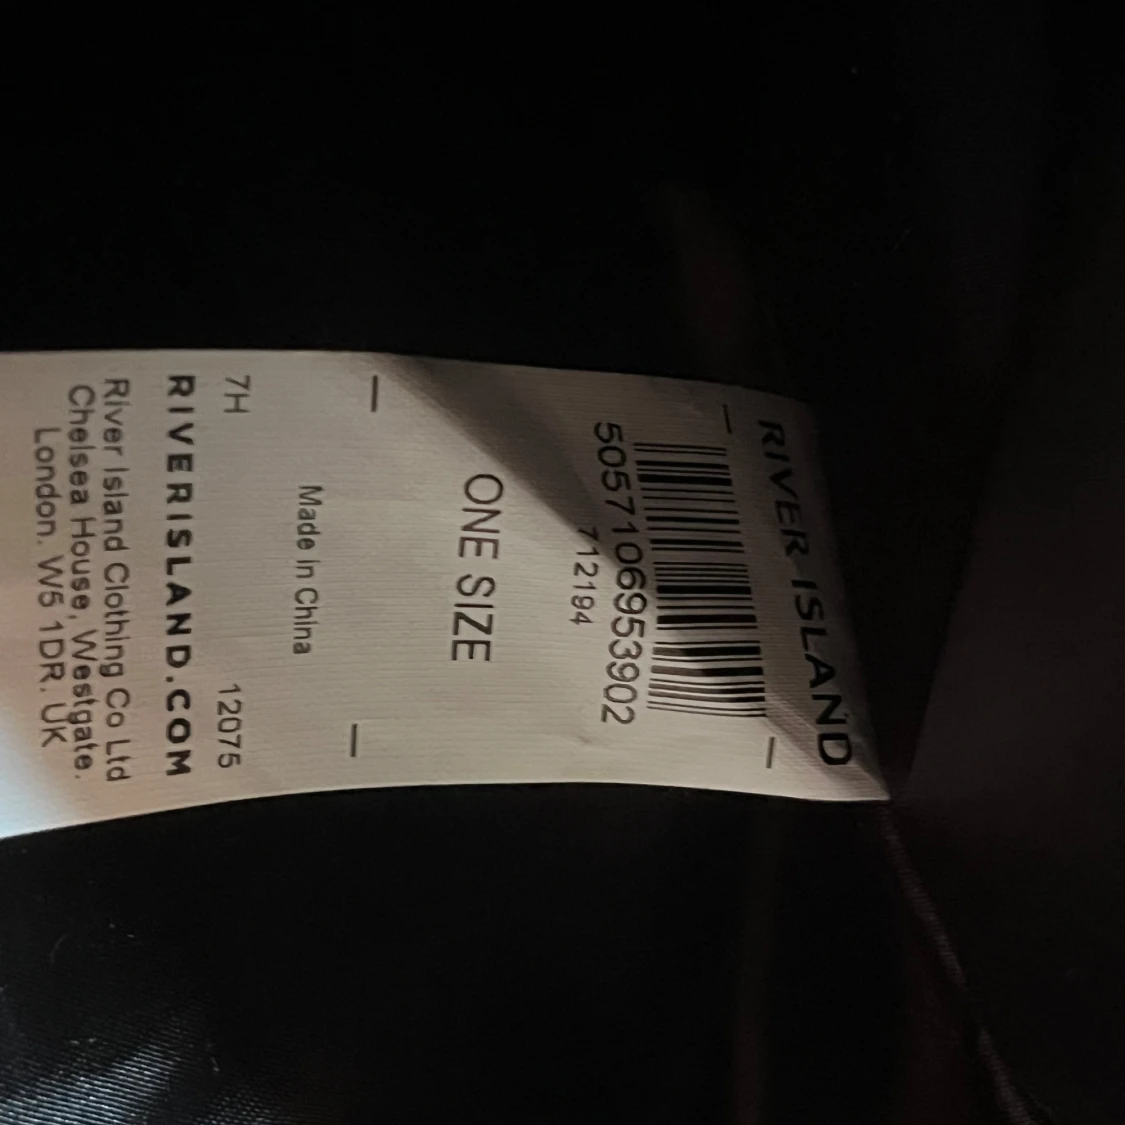 RIVER ISLAND
5057106953902
712194
ONE SIZE
Made in China
7H 12075
RIVERISLAND.COM
River Island Clothing Co Ltd
Chelsea House, Westgate.
London. W5 1DR. UK